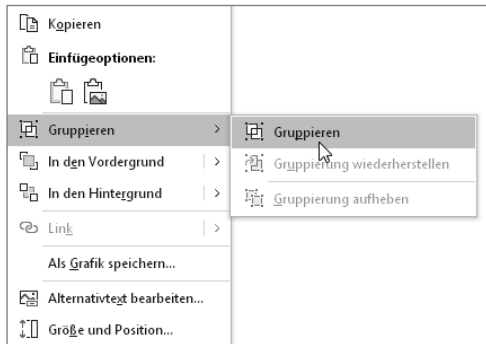 Kopieren
Einfügeoptionen:
Gruppieren
In den Vordergrund
In den Hintergrund
Link
Als Grafik speichern...
Alternativtext bearbeiten...
Größe und Position...
Gruppieren
Gruppierung wiederherstellen
Gruppierung aufheben